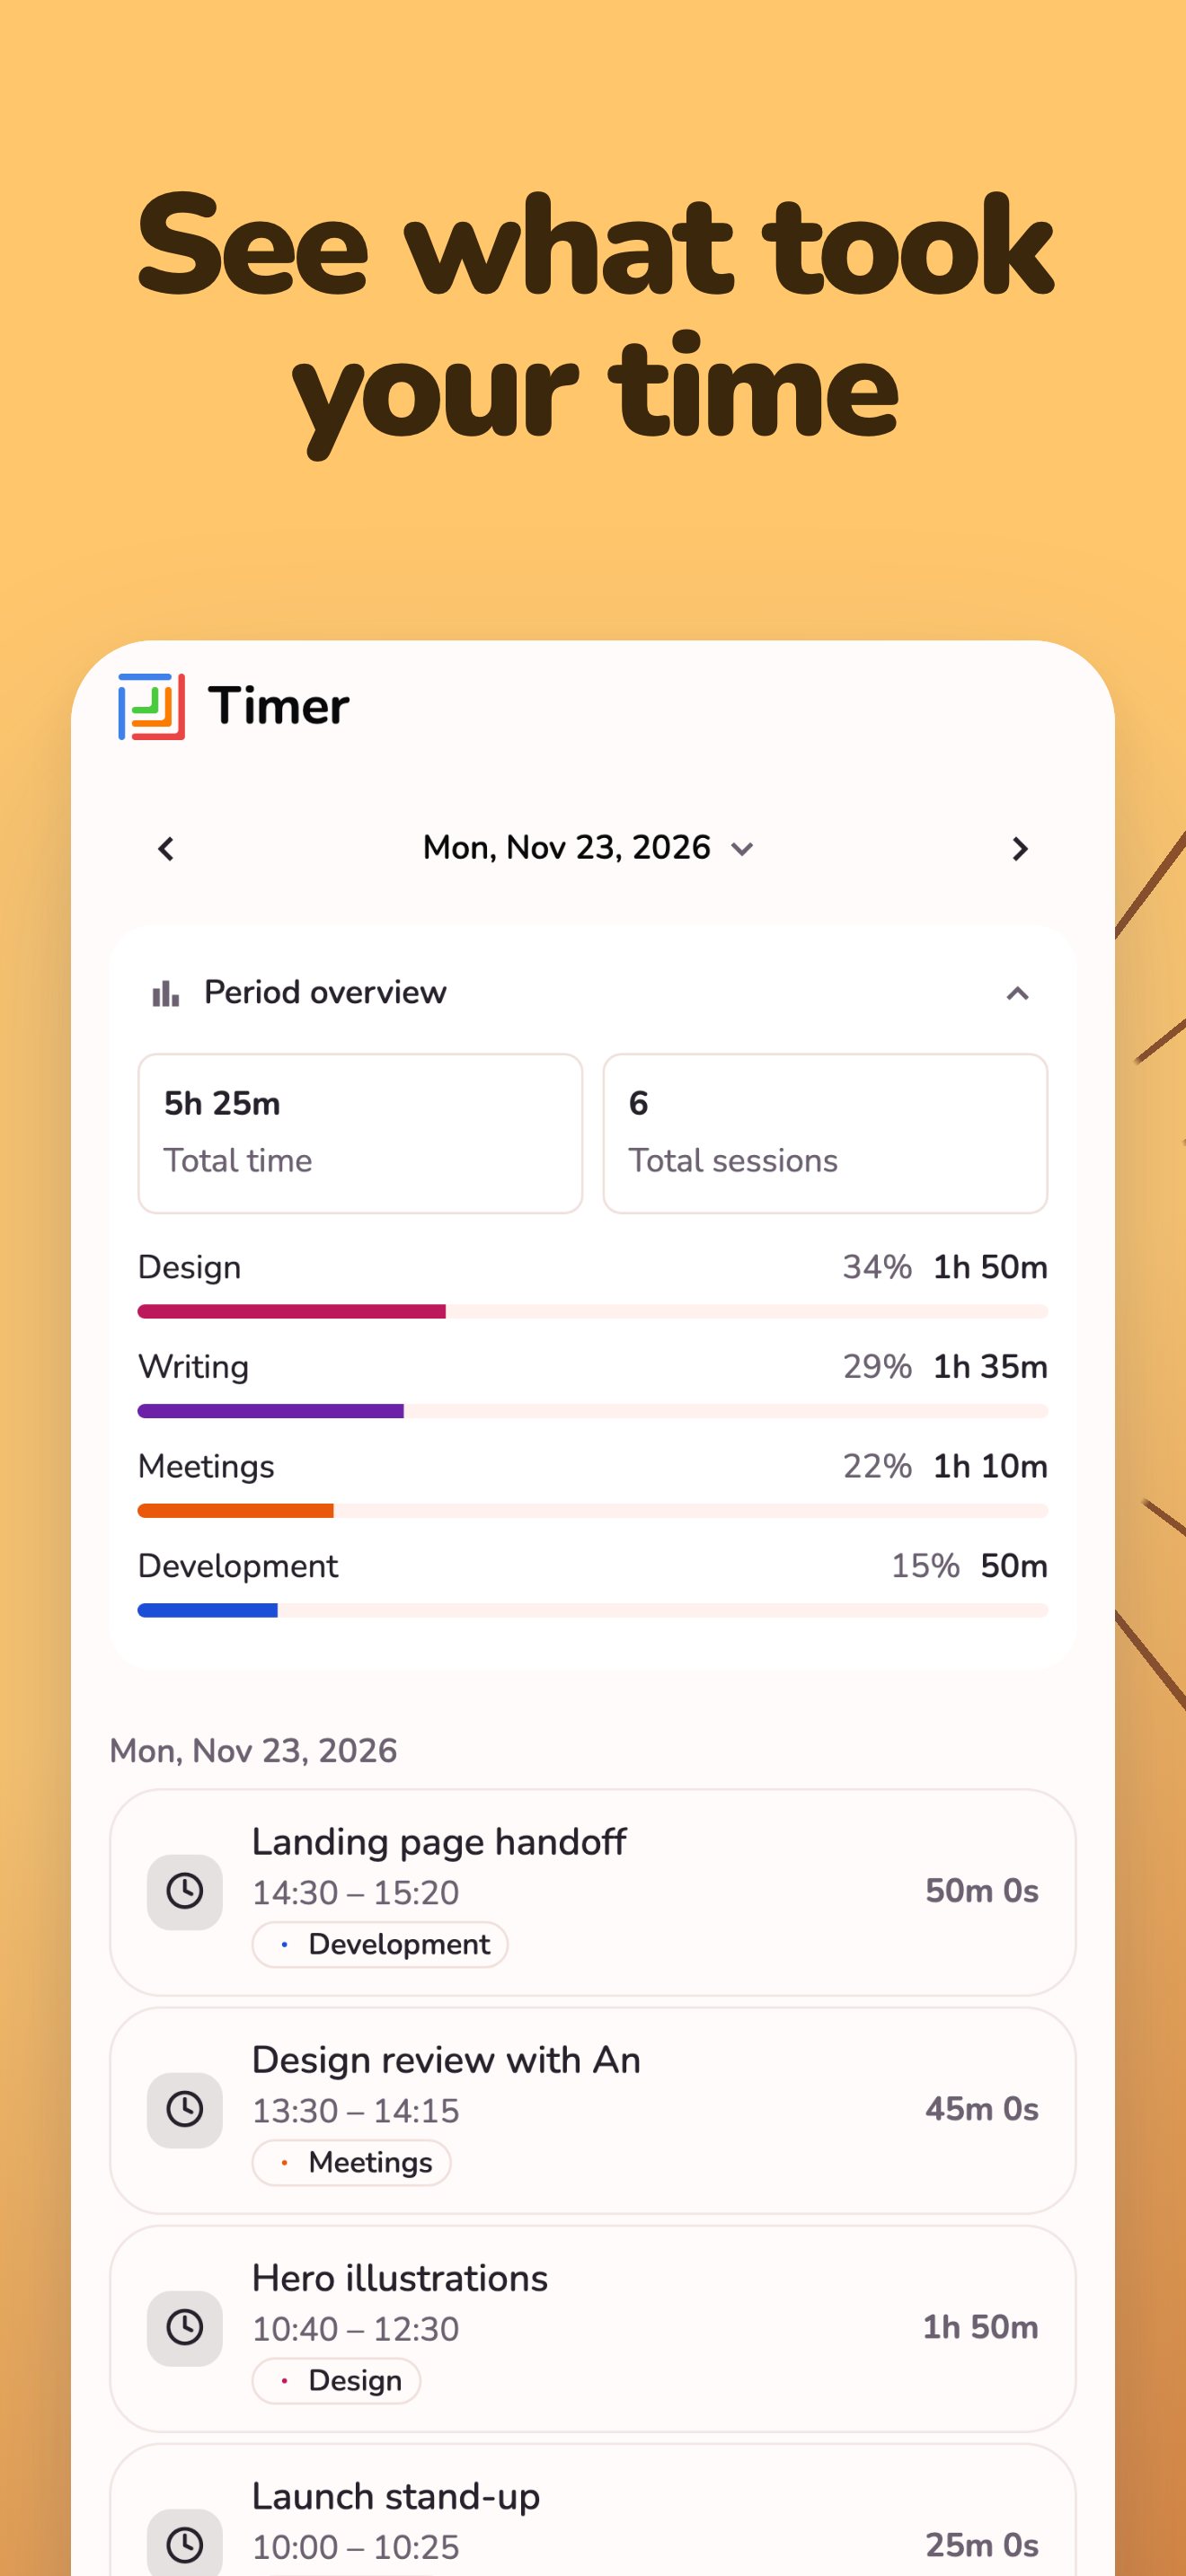 See what took
your time
Timer
Mon, Nov 23, 2026
Period overview
5h 25m
Total time
6
Total sessions
Design 34% 1h 50m
Writing 29% 1h 35m
Meetings 22% 1h 10m
Development 15% 50m
Mon, Nov 23, 2026
Landing page handoff
14:30 – 15:20
50m 0s
Development
Design review with An
13:30 – 14:15
45m 0s
Meetings
Hero illustrations
10:40 – 12:30
1h 50m
Design
Launch stand-up
10:00 – 10:25
25m 0s